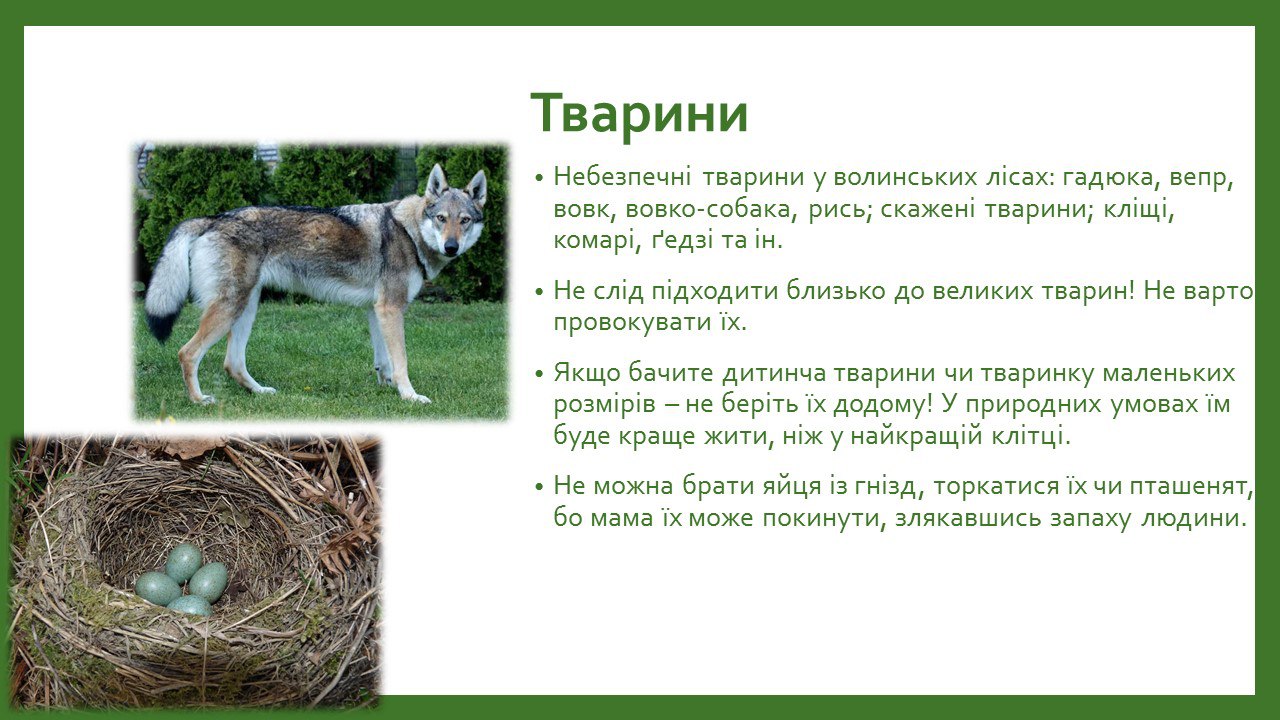 Тварини
• Небезпечні тварини у волинських лісах: гадюка, вепр,
вовк, вовко-собака, рись; скажені тварини; кліщі,
комарі, ґедзі та ін.
• Не слід підходити близько до великих тварин! Не варто
провокувати їх.
• Якщо бачите дитинча тварини чи тваринку маленьких
розмірів – не беріть їх додому! У природних умовах їм
буде краще жити, ніж у найкращій клітці.
• Не можна брати яйця із гнізд, торкатися їх чи пташенят,
бо мама їх може покинути, злякавшись запаху людини.